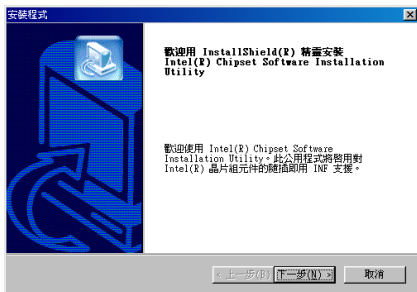 安裝程式
歡迎用 InstallShield(R) 精靈安裝
Intel(R) Chipset Software Installation
Utility
歡迎使用 Intel(R) Chipset Software
Installation Utility。此公用程式將啓用對
Intel(R) 晶片組元件的隨插即用 INF 支援。
< 上一步(B) 下一步(N) > 取消